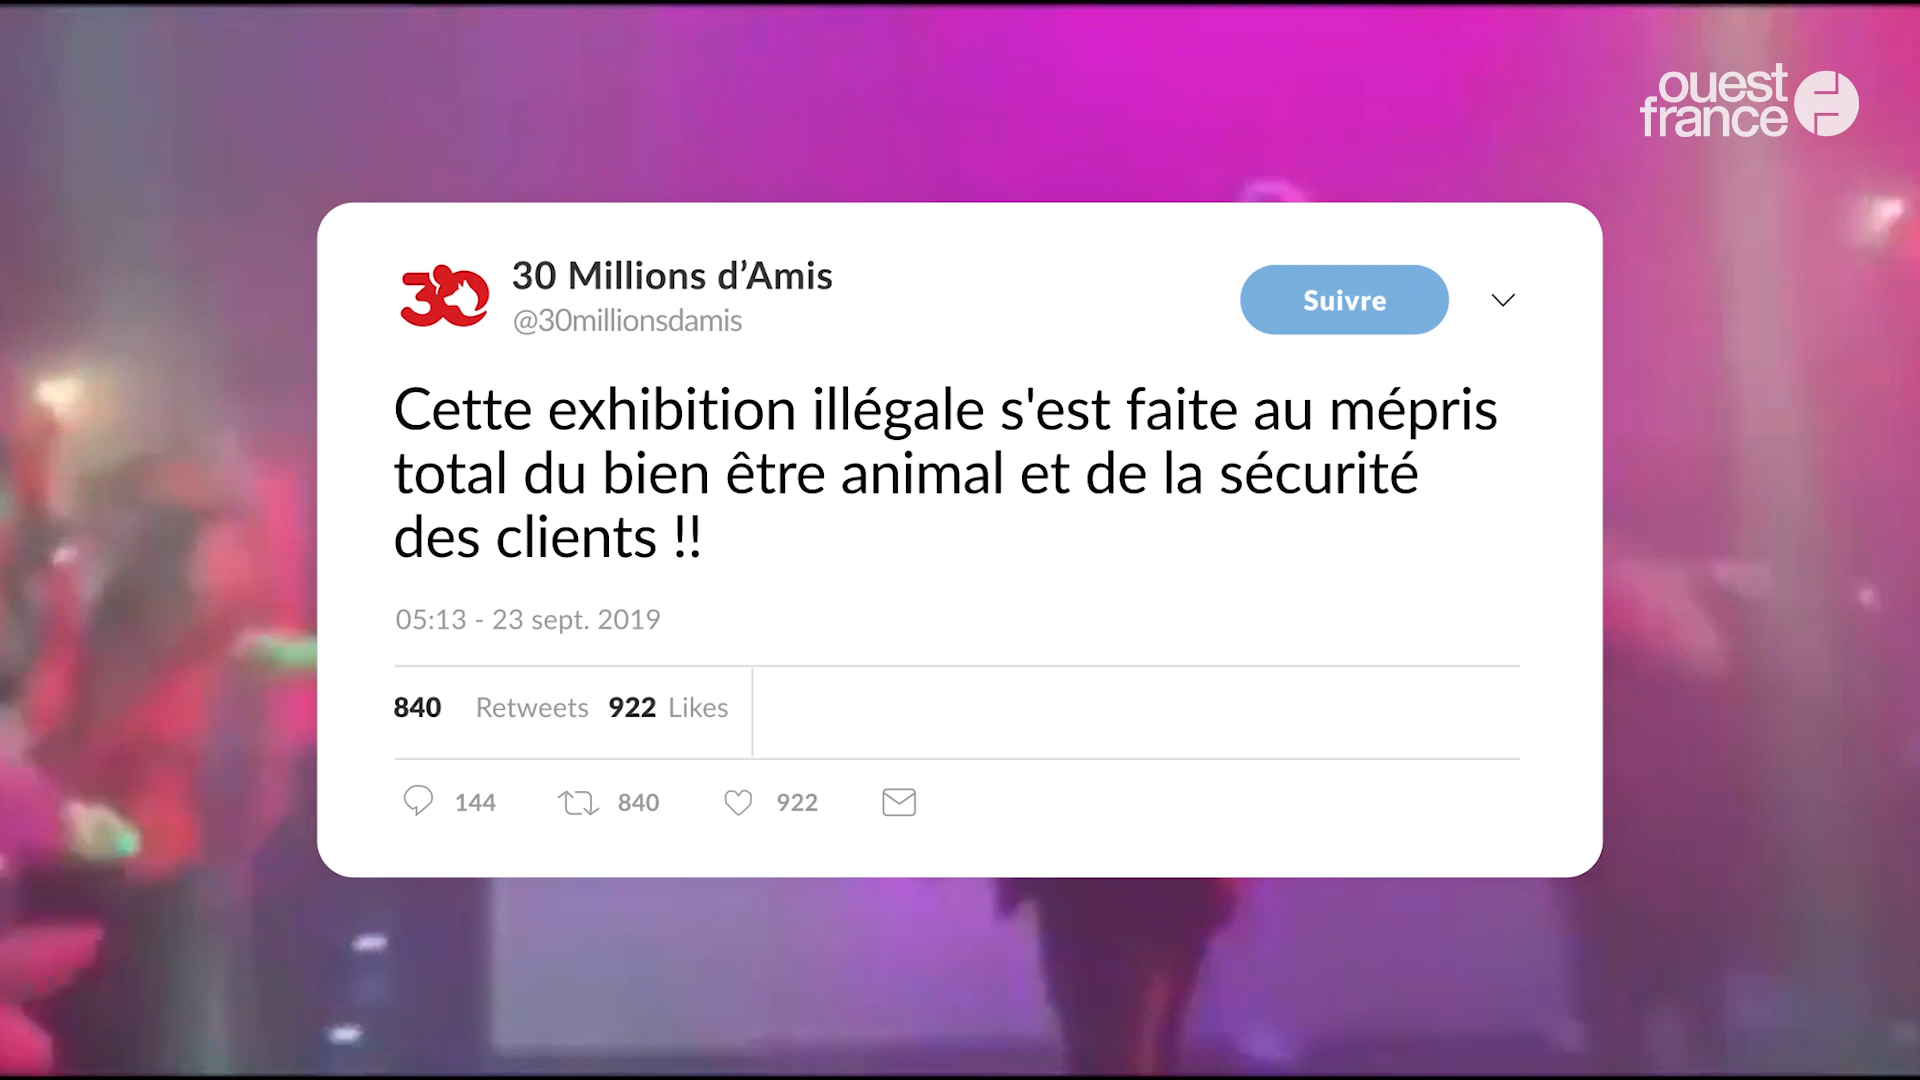 ouest
france
30 Millions d’Amis
@30millionsdamis
Suivre
Cette exhibition illégale s'est faite au mépris
total du bien être animal et de la sécurité
des clients !!
05:13 - 23 sept. 2019
840 Retweets 922 Likes
144 840 922